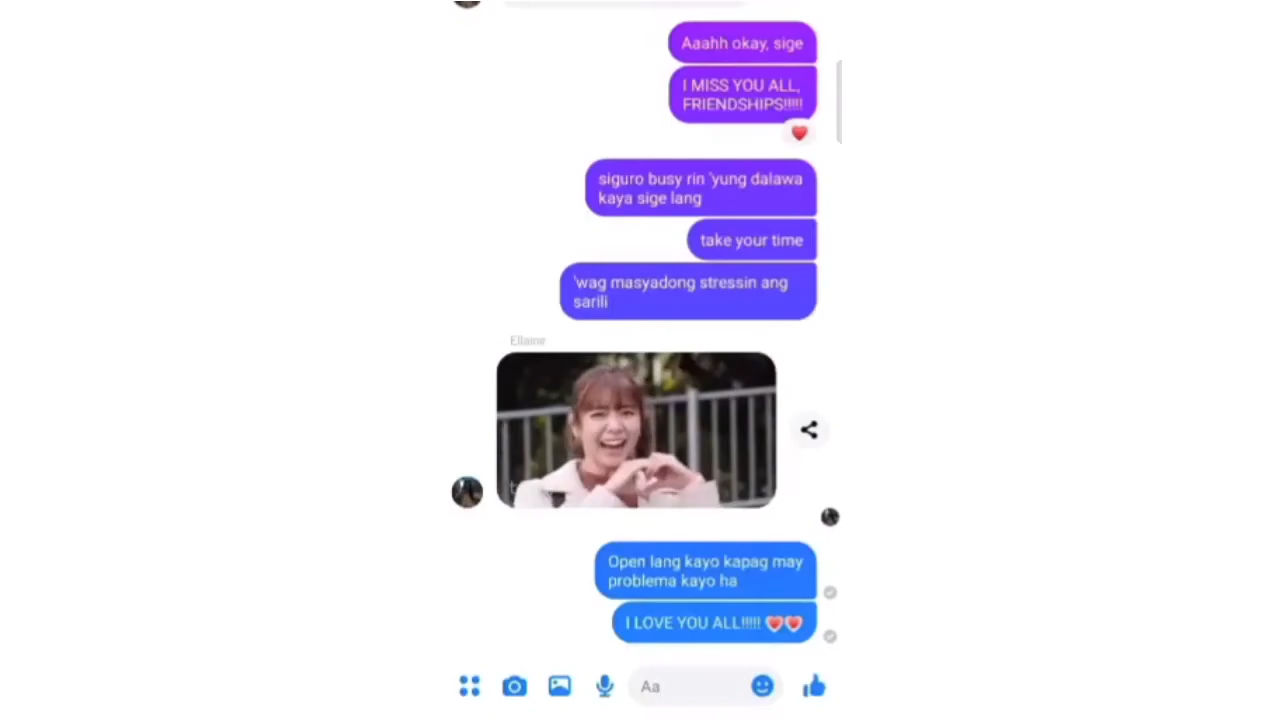 Aaahh okay, sige
I MISS YOU ALL,
FRIENDSHIPS!!!!!
siguro busy rin 'yung dalawa
kaya sige lang
take your time
'wag masyadong stressin ang
sarili
Ellaine
Open lang kayo kapag may
problema kayo ha
I LOVE YOU ALL!!!!! ❤️❤️
Aa